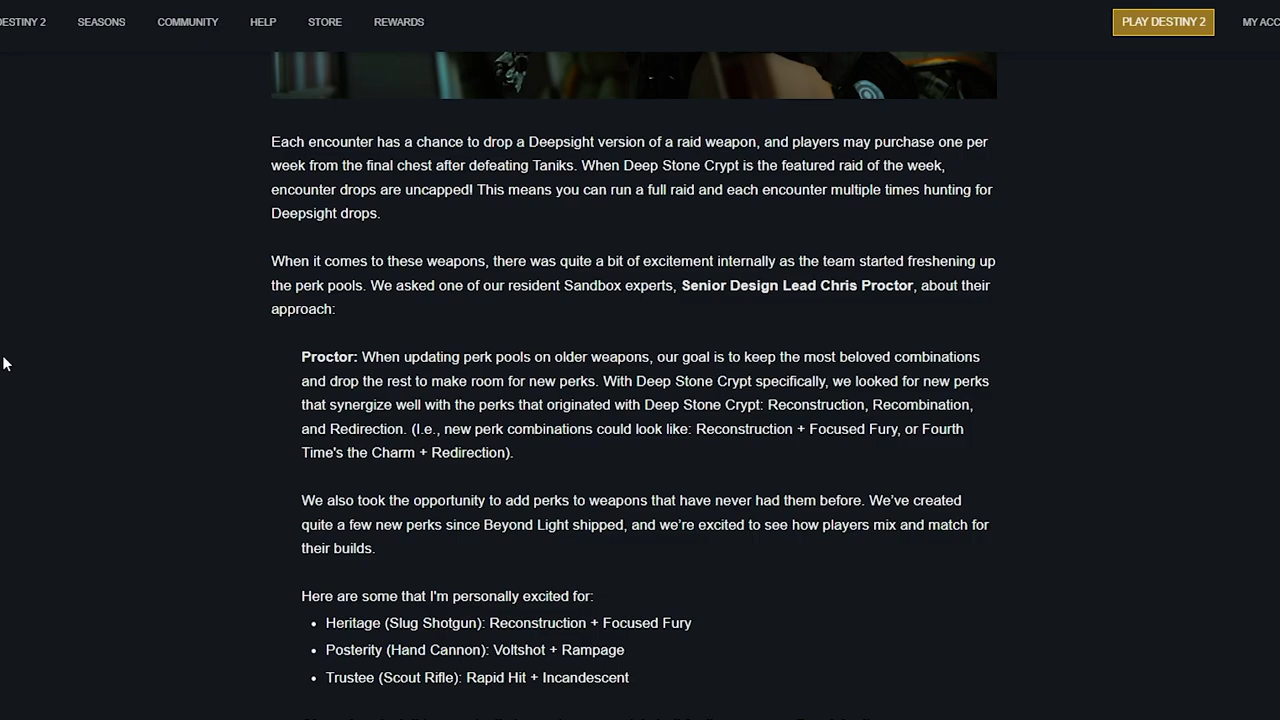 DESTINY 2 SEASONS COMMUNITY HELP STORE REWARDS PLAY DESTINY 2 MY ACC
Each encounter has a chance to drop a Deepsight version of a raid weapon, and players may purchase one per
week from the final chest after defeating Taniks. When Deep Stone Crypt is the featured raid of the week,
encounter drops are uncapped! This means you can run a full raid and each encounter multiple times hunting for
Deepsight drops.
When it comes to these weapons, there was quite a bit of excitement internally as the team started freshening up
the perk pools. We asked one of our resident Sandbox experts, Senior Design Lead Chris Proctor, about their
approach:
Proctor: When updating perk pools on older weapons, our goal is to keep the most beloved combinations
and drop the rest to make room for new perks. With Deep Stone Crypt specifically, we looked for new perks
that synergize well with the perks that originated with Deep Stone Crypt: Reconstruction, Recombination,
and Redirection. (I.e., new perk combinations could look like: Reconstruction + Focused Fury, or Fourth
Time's the Charm + Redirection).
We also took the opportunity to add perks to weapons that have never had them before. We’ve created
quite a few new perks since Beyond Light shipped, and we’re excited to see how players mix and match for
their builds.
Here are some that I'm personally excited for:
• Heritage (Slug Shotgun): Reconstruction + Focused Fury
• Posterity (Hand Cannon): Voltshot + Rampage
• Trustee (Scout Rifle): Rapid Hit + Incandescent